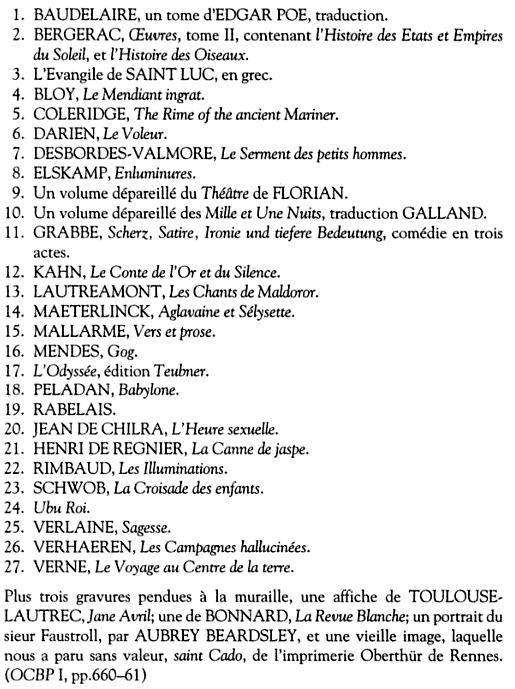 1. BAUDELAIRE, un tome d'EDGAR POE, traduction.
2. BERGERAC, Œuvres, tome II, contenant l'Histoire des Etats et Empires
du Soleil, et l'Histoire des Oiseaux.
3. L'Evangile de SAINT LUC, en grec.
4. BLOY, Le Mendiant ingrat.
5. COLERIDGE, The Rime of the ancient Mariner.
6. DARIEN, Le Voleur.
7. DESBORDES-VALMORE, Le Serment des petits hommes.
8. ELSKAMP, Enluminures.
9. Un volume dépareillé du Théâtre de FLORIAN.
10. Un volume dépareillé des Mille et Une Nuits, traduction GALLAND.
11. GRABBE, Scherz, Satire, Ironie und tiefere Bedeutung, comédie en trois
actes.
12. KAHN, Le Conte de l'Or et du Silence.
13. LAUTREAMONT, Les Chants de Maldoror.
14. MAETERLINCK, Aglavaine et Sélysette.
15. MALLARME, Vers et prose.
16. MENDES, Gog.
17. L'Odyssée, édition Teubner.
18. PELADAN, Babylone.
19. RABELAIS.
20. JEAN DE CHILRA, L'Heure sexuelle.
21. HENRI DE REGNIER, La Canne de jaspe.
22. RIMBAUD, Les Illuminations.
23. SCHWOB, La Croisade des enfants.
24. Ubu Roi.
25. VERLAINE, Sagesse.
26. VERHAEREN, Les Campagnes hallucinées.
27. VERNE, Le Voyage au Centre de la terre.
Plus trois gravures pendues à la muraille, une affiche de TOULOUSE-
LAUTREC, Jane Avril; une de BONNARD, La Revue Blanche; un portrait du
sieur Faustroll, par AUBREY BEARDSLEY, et une vieille image, laquelle
nous a paru sans valeur, saint Cado, de l'imprimerie Oberthür de Rennes.
(OCBP I, pp.660–61)